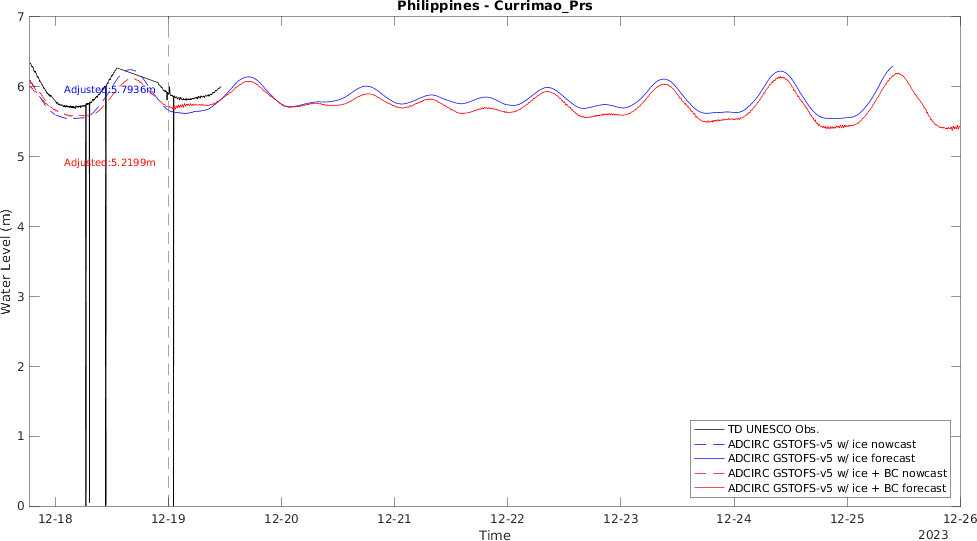 Philippines - Currimao_Prs
Water Level (m)
7
6
5
4
3
2
1
0
Adjusted:5.7936m
Adjusted:5.2199m
TD UNESCO Obs.
ADCIRC GSTOFS-v5 w/ ice nowcast
ADCIRC GSTOFS-v5 w/ ice forecast
ADCIRC GSTOFS-v5 w/ ice + BC nowcast
ADCIRC GSTOFS-v5 w/ ice + BC forecast
12-18 12-19 12-20 12-21 12-22 12-23 12-24 12-25 12-26
Time
2023